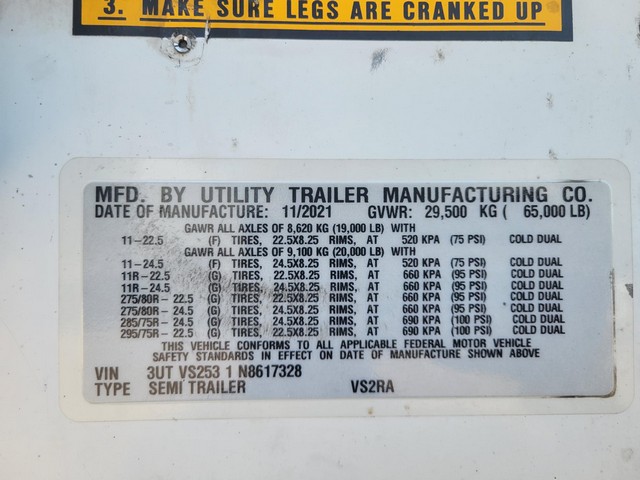 3. MAKE SURE LEGS ARE CRANKED UP
MFD. BY UTILITY TRAILER MANUFACTURING CO.
DATE OF MANUFACTURE: 11/2021 GVWR: 29,500 KG ( 65,000 LB)
GAWR ALL AXLES OF 8,620 KG (19,000 LB) WITH
11-22.5 (F) TIRES, 22.5X8.25 RIMS, AT 520 KPA (75 PSI) COLD DUAL
GAWR ALL AXLES OF 9,100 KG (20,000 LB) WITH
11-24.5 (F) TIRES, 24.5X8.25 RIMS, AT 520 KPA (75 PSI) COLD DUAL
11R-22.5 (G) TIRES, 22.5X8.25 RIMS, AT 660 KPA (95 PSI) COLD DUAL
11R-24.5 (G) TIRES, 24.5X8.25 RIMS, AT 660 KPA (95 PSI) COLD DUAL
275/80R-22.5 (G) TIRES, 22.5X8.25 RIMS, AT 660 KPA (95 PSI) COLD DUAL
275/80R-24.5 (G) TIRES, 24.5X8.25 RIMS, AT 660 KPA (95 PSI) COLD DUAL
285/75R-24.5 (G) TIRES, 24.5X8.25 RIMS, AT 690 KPA (100 PSI) COLD DUAL
295/75R-22.5 (G) TIRES, 22.5X8.25 RIMS, AT 690 KPA (100 PSI) COLD DUAL
THIS VEHICLE CONFORMS TO ALL APPLICABLE FEDERAL MOTOR VEHICLE
SAFETY STANDARDS IN EFFECT ON DATE OF MANUFACTURE SHOWN ABOVE
VIN 3UT VS253 1 N8617328
TYPE SEMI TRAILER VS2RA